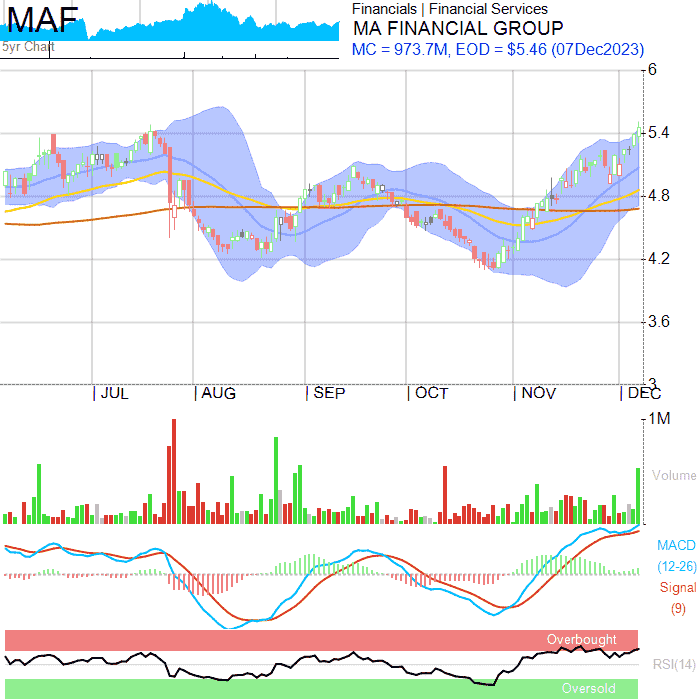 MAF
5yr Chart
Financials | Financial Services
MA FINANCIAL GROUP
MC = 973.7M, EOD = $5.46 (07Dec2023)
6
5.4
4.8
4.2
3.6
3
JUL AUG SEP OCT NOV DEC
1M
Volume
MACD
(12-26)
Signal
(9)
Overbought
RSI(14)
Oversold